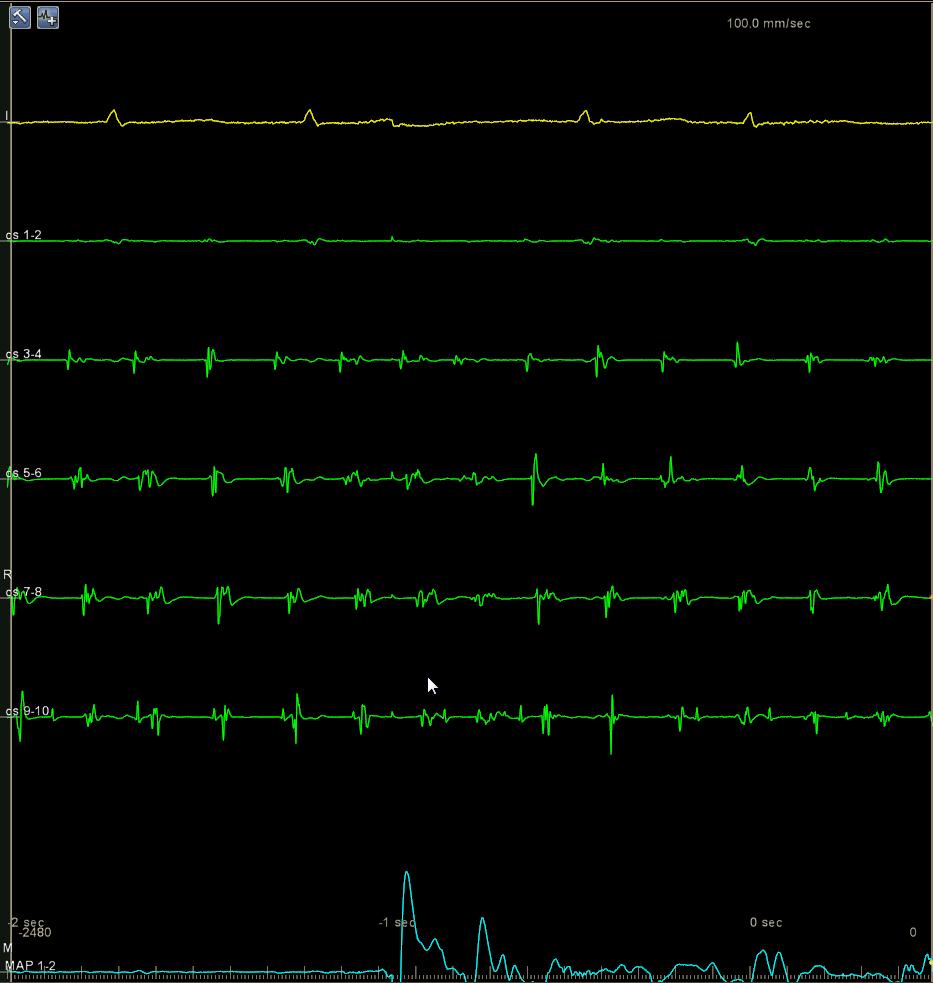 100.0 mm/sec
I
cs 1-2
cs 3-4
cs 5-6
R
cs 7-8
cs 9-10
-2 sec
-1 sec
0 sec
-2480
0
M
MAP 1-2